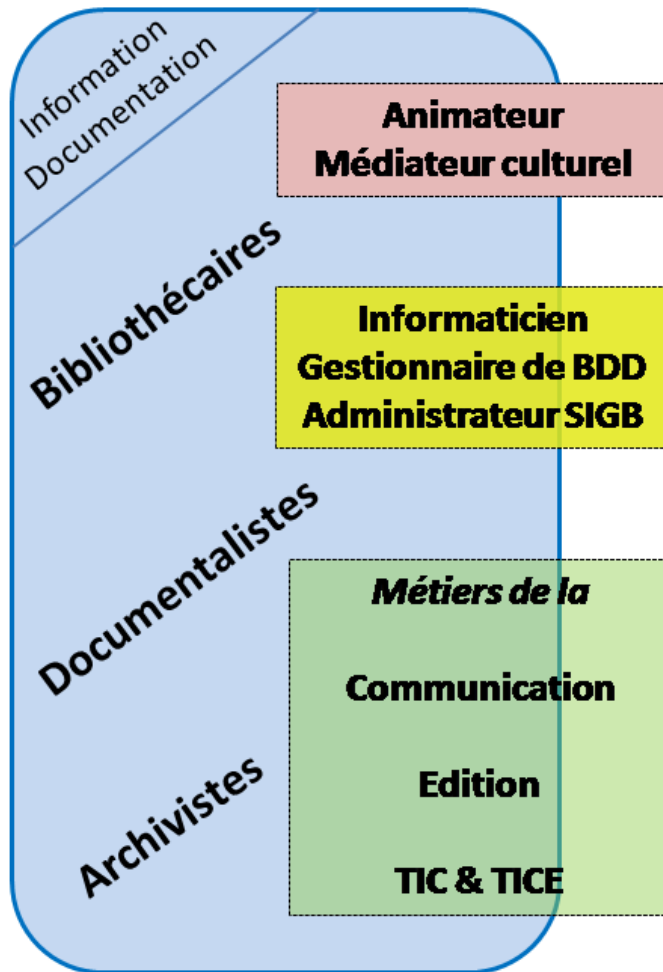 Information
Documentation
Animateur
Médiateur culturel
Bibliothécaires
Informaticien
Gestionnaire de BDD
Administrateur SIGB
Documentalistes
Métiers de la
Communication
Edition
TIC & TICE
Archivistes